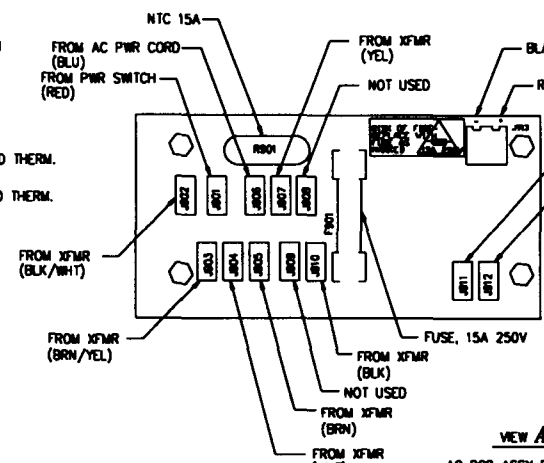 NTC 15A
FROM AC PWR CORD
(BLU)
FROM PWR SWITCH
(RED)
FROM XFMR
(YEL)
NOT USED
BLA
R
THERM.
THERM.
R901
J802
J801
J806
J807
J808
F901
J803
J804
J805
J809
J810
J811
J812
FROM XFMR
(BLK/WHT)
FROM XFMR
(BRN/YEL)
FUSE, 15A 250V
FROM XFMR
(BLK)
NOT USED
FROM XFMR
(BRN)
FROM XFMR
VIEW A